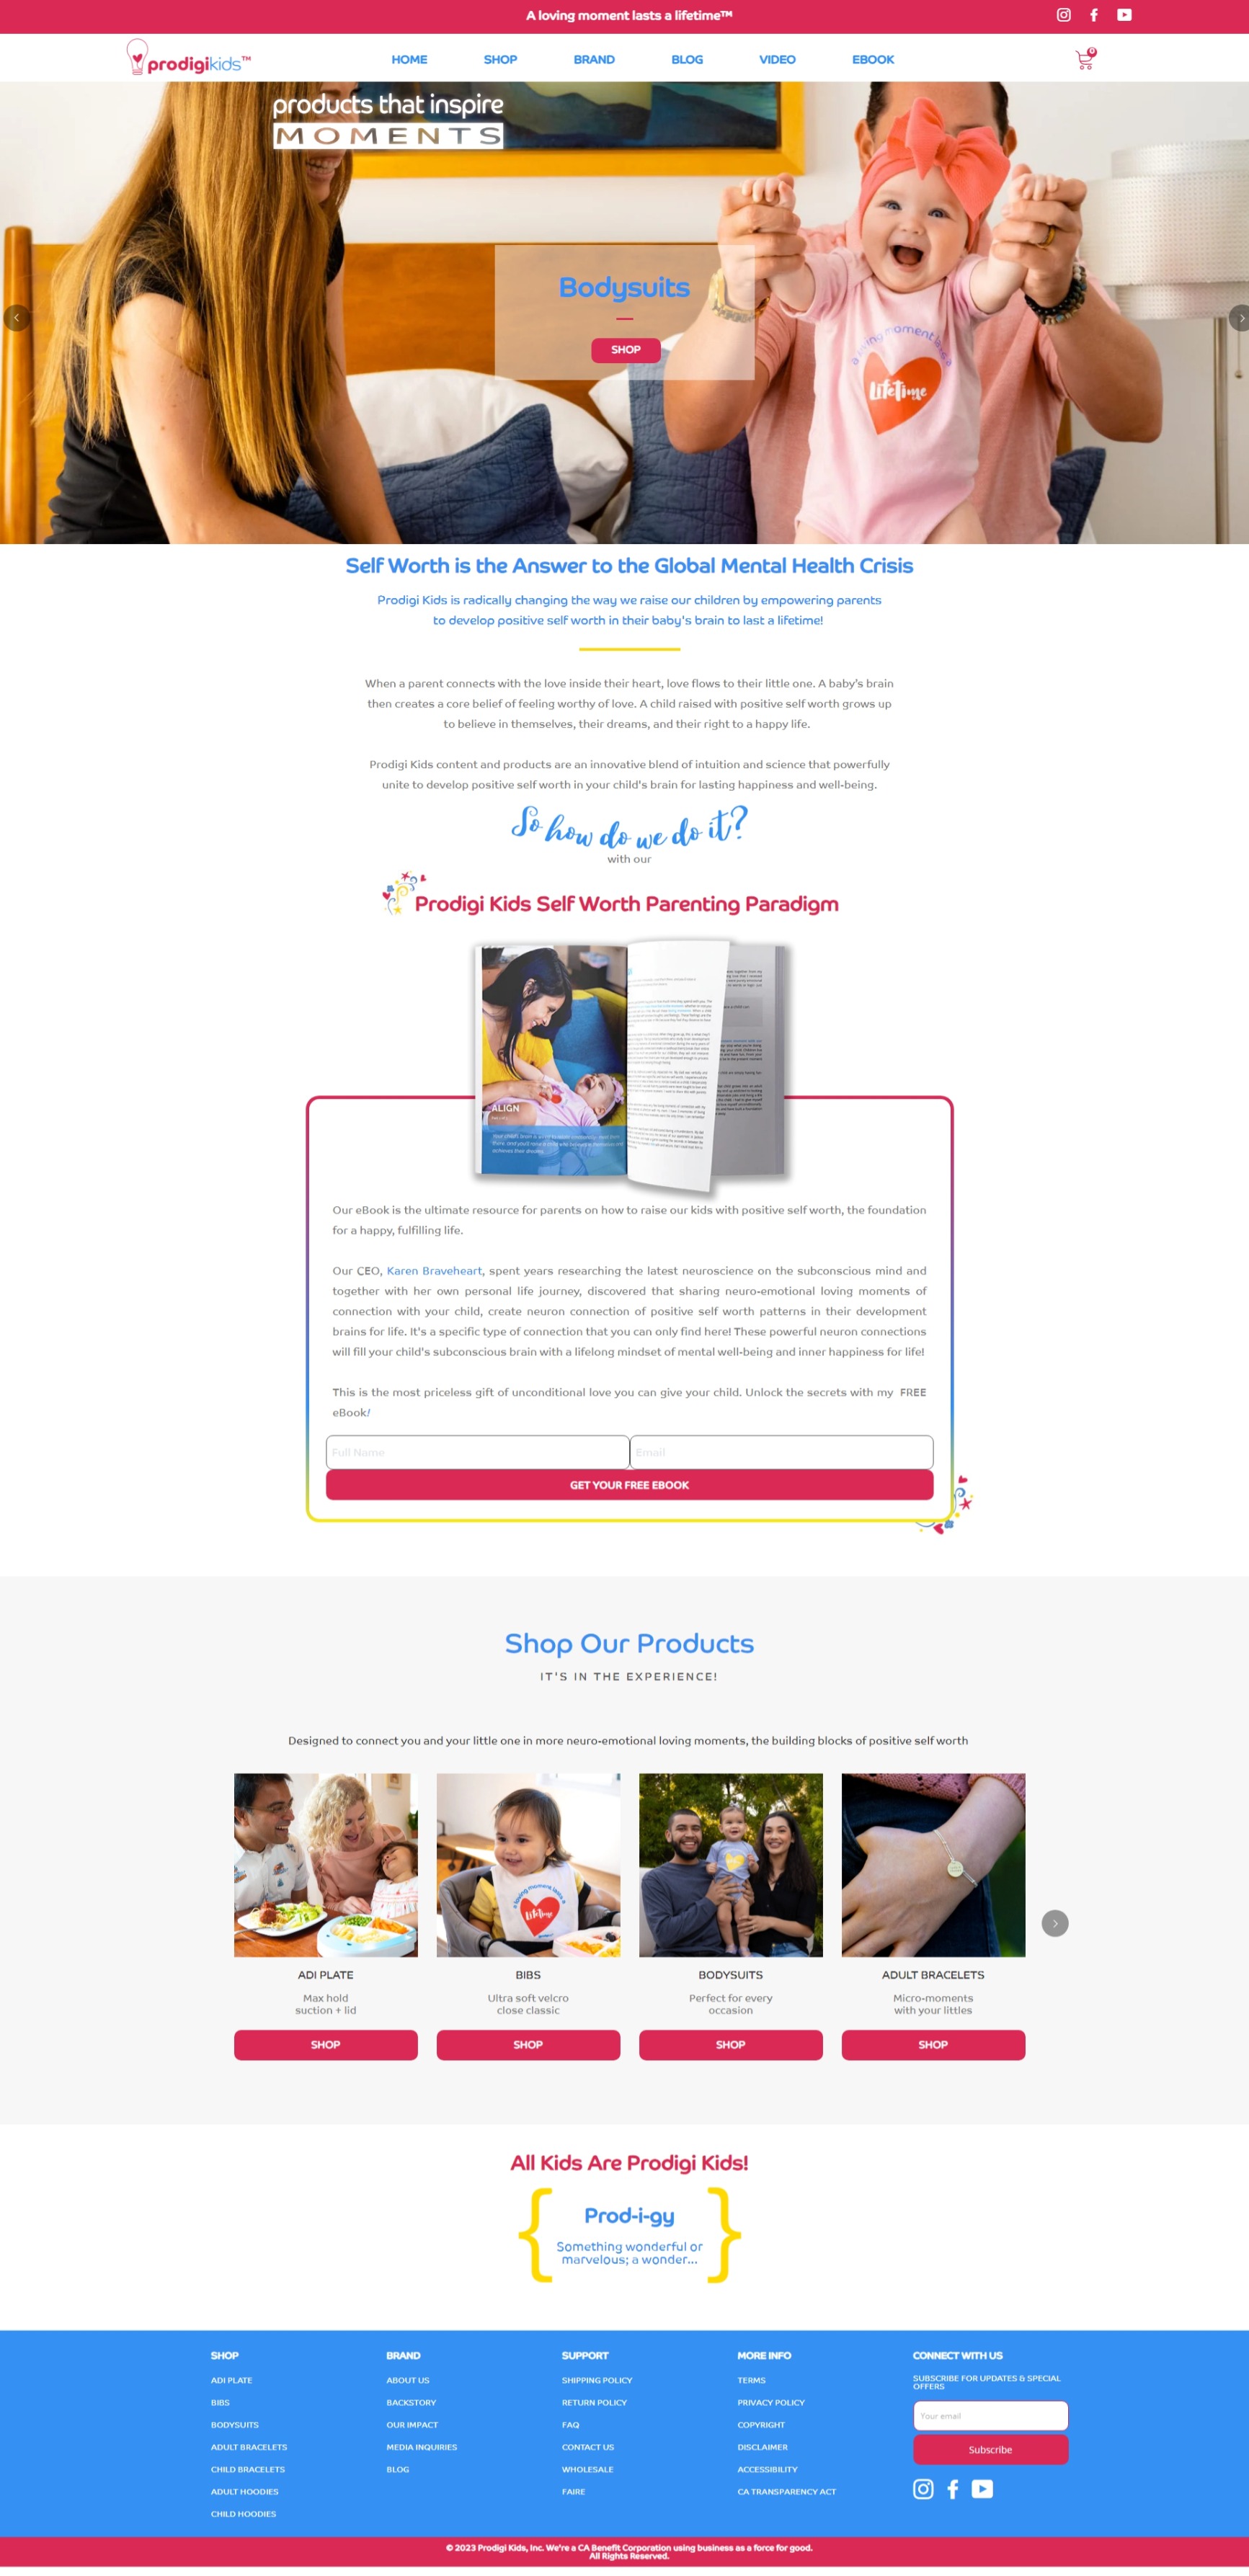 A loving moment lasts a lifetime™
prodigikids™
HOME SHOP BRAND BLOG VIDEO EBOOK
0
products that inspire
MOMENTS
Bodysuits
SHOP
a loving moment lasts a
Lifetime
Self Worth is the Answer to the Global Mental Health Crisis
Prodigi Kids is radically changing the way we raise our children by empowering parents
to develop positive self worth in their baby's brain to last a lifetime!
When a parent connects with the love inside their heart, love flows to their little one. A baby's brain
then creates a core belief of feeling worthy of love. A child raised with positive self worth grows up
to believe in themselves, their dreams, and their right to a happy life.
Prodigi Kids content and products are an innovative blend of intuition and science that powerfully
unite to develop positive self worth in your child's brain for lasting happiness and well-being.
So how do we do it?
with our
Prodigi Kids Self Worth Parenting Paradigm
ALIGN
Our eBook is the ultimate resource for parents on how to raise our kids with positive self worth, the foundation
for a happy, fulfilling life.
Our CEO, Karen Braveheart, spent years researching the latest neuroscience on the subconscious mind and
together with her own personal life journey, discovered that sharing neuro-emotional loving moments of
connection with your child, create neuron connection of positive self worth patterns in their development
brains for life. It's a specific type of connection that you can only find here! These powerful neuron connections
will fill your child's subconscious brain with a lifelong mindset of mental well-being and inner happiness for life!
This is the most priceless gift of unconditional love you can give your child. Unlock the secrets with my FREE
eBook!
Full Name Email
GET YOUR FREE EBOOK
Shop Our Products
IT'S IN THE EXPERIENCE!
Designed to connect you and your little one in more neuro-emotional loving moments, the building blocks of positive self worth
a loving moment lasts a
Lifetime
ADI PLATE
Max hold
suction + lid
SHOP
BIBS
Ultra soft velcro
close classic
SHOP
BODYSUITS
Perfect for every
occasion
SHOP
ADULT BRACELETS
Micro-moments
with your littles
SHOP
All Kids Are Prodigi Kids!
Prod-i-gy
Something wonderful or
marvelous; a wonder...
SHOP
ADI PLATE
BIBS
BODYSUITS
ADULT BRACELETS
CHILD BRACELETS
ADULT HOODIES
CHILD HOODIES
BRAND
ABOUT US
BACKSTORY
OUR IMPACT
MEDIA INQUIRIES
BLOG
SUPPORT
SHIPPING POLICY
RETURN POLICY
FAQ
CONTACT US
WHOLESALE
FAIRE
MORE INFO
TERMS
PRIVACY POLICY
COPYRIGHT
DISCLAIMER
ACCESSIBILITY
CA TRANSPARENCY ACT
CONNECT WITH US
SUBSCRIBE FOR UPDATES & SPECIAL
OFFERS
Your email
Subscribe
© 2023 Prodigi Kids, Inc. We're a CA Benefit Corporation using business as a force for good.
All Rights Reserved.